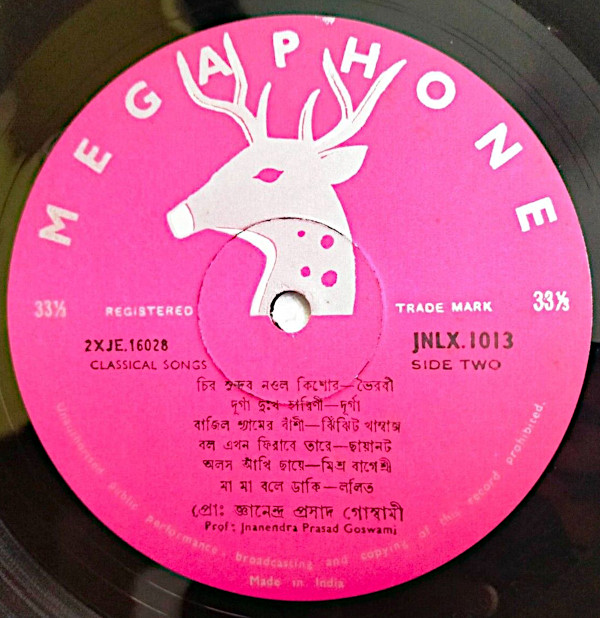 MEGAPHONE
33⅓ REGISTERED TRADE MARK 33⅓
2XJE.16028 JNLX.1013
CLASSICAL SONGS SIDE TWO
চির সুন্দর নওল কিশোর—ভৈরবী
দুর্গা দুঃখ হারিণী—দুর্গা
বাজিল শ্যামের বাঁশী—ঝিঁঝিট খাম্বাজ
বল এখন ফিরাবে তারে—ছায়ানট
অলস আঁখি ছায়ে—মিশ্র বাগেশ্রী
মা মা বলে ডাকি—ললিত
প্রোঃ জ্ঞানেন্দ্র প্রসাদ গোস্বামী
Prof: Jnanendra Prasad Goswami
Unauthorised public performance, broadcasting and copying of this record prohibited.
Made in India